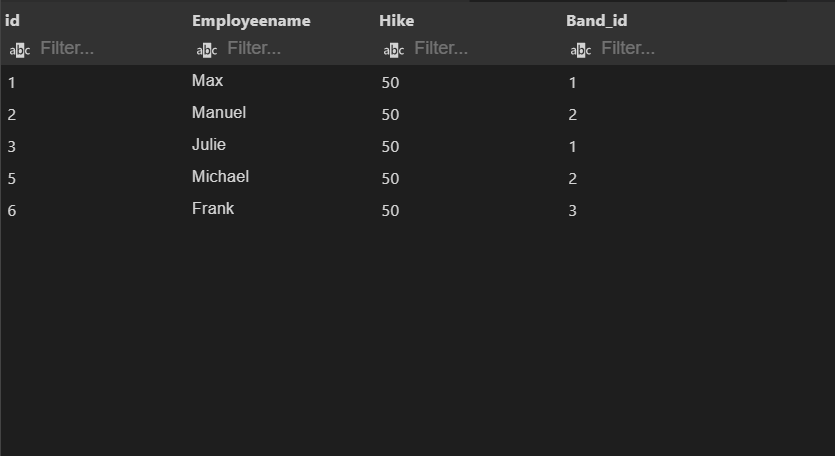 id Employeename Hike Band_id
abc Filter... abc Filter... abc Filter... abc Filter...
1 Max 50 1
2 Manuel 50 2
3 Julie 50 1
5 Michael 50 2
6 Frank 50 3